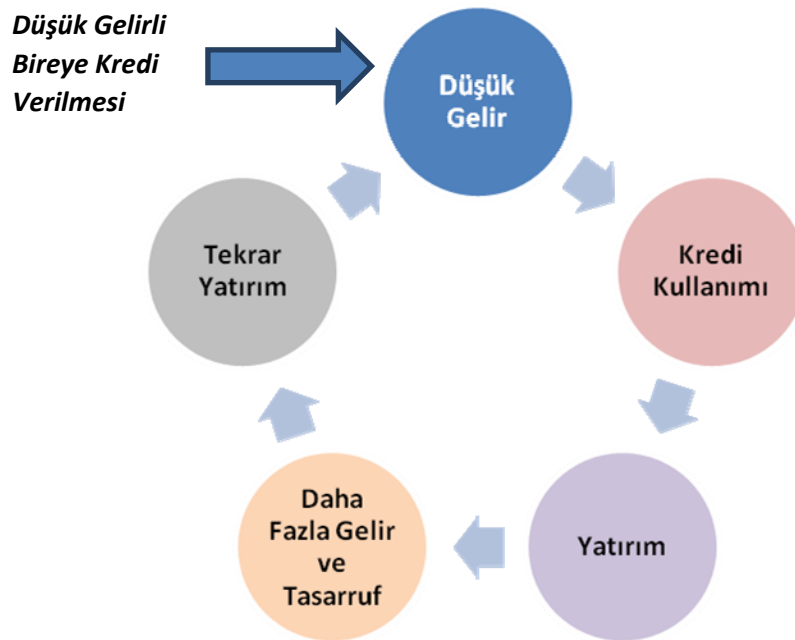 Düşük Gelirli
Bireye Kredi
Verilmesi
Düşük
Gelir
Kredi
Kullanımı
Yatırım
Daha
Fazla Gelir
ve
Tasarruf
Tekrar
Yatırım